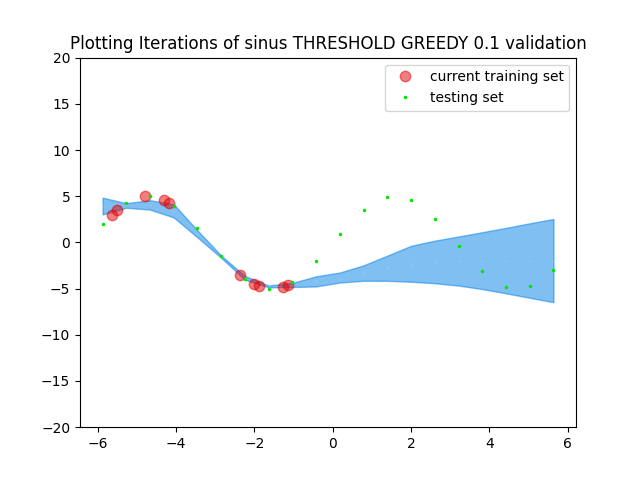 Plotting Iterations of sinus THRESHOLD GREEDY 0.1 validation
current training set
testing set
20
15
10
5
0
−5
−10
−15
−20
−6 −4 −2 0 2 4 6